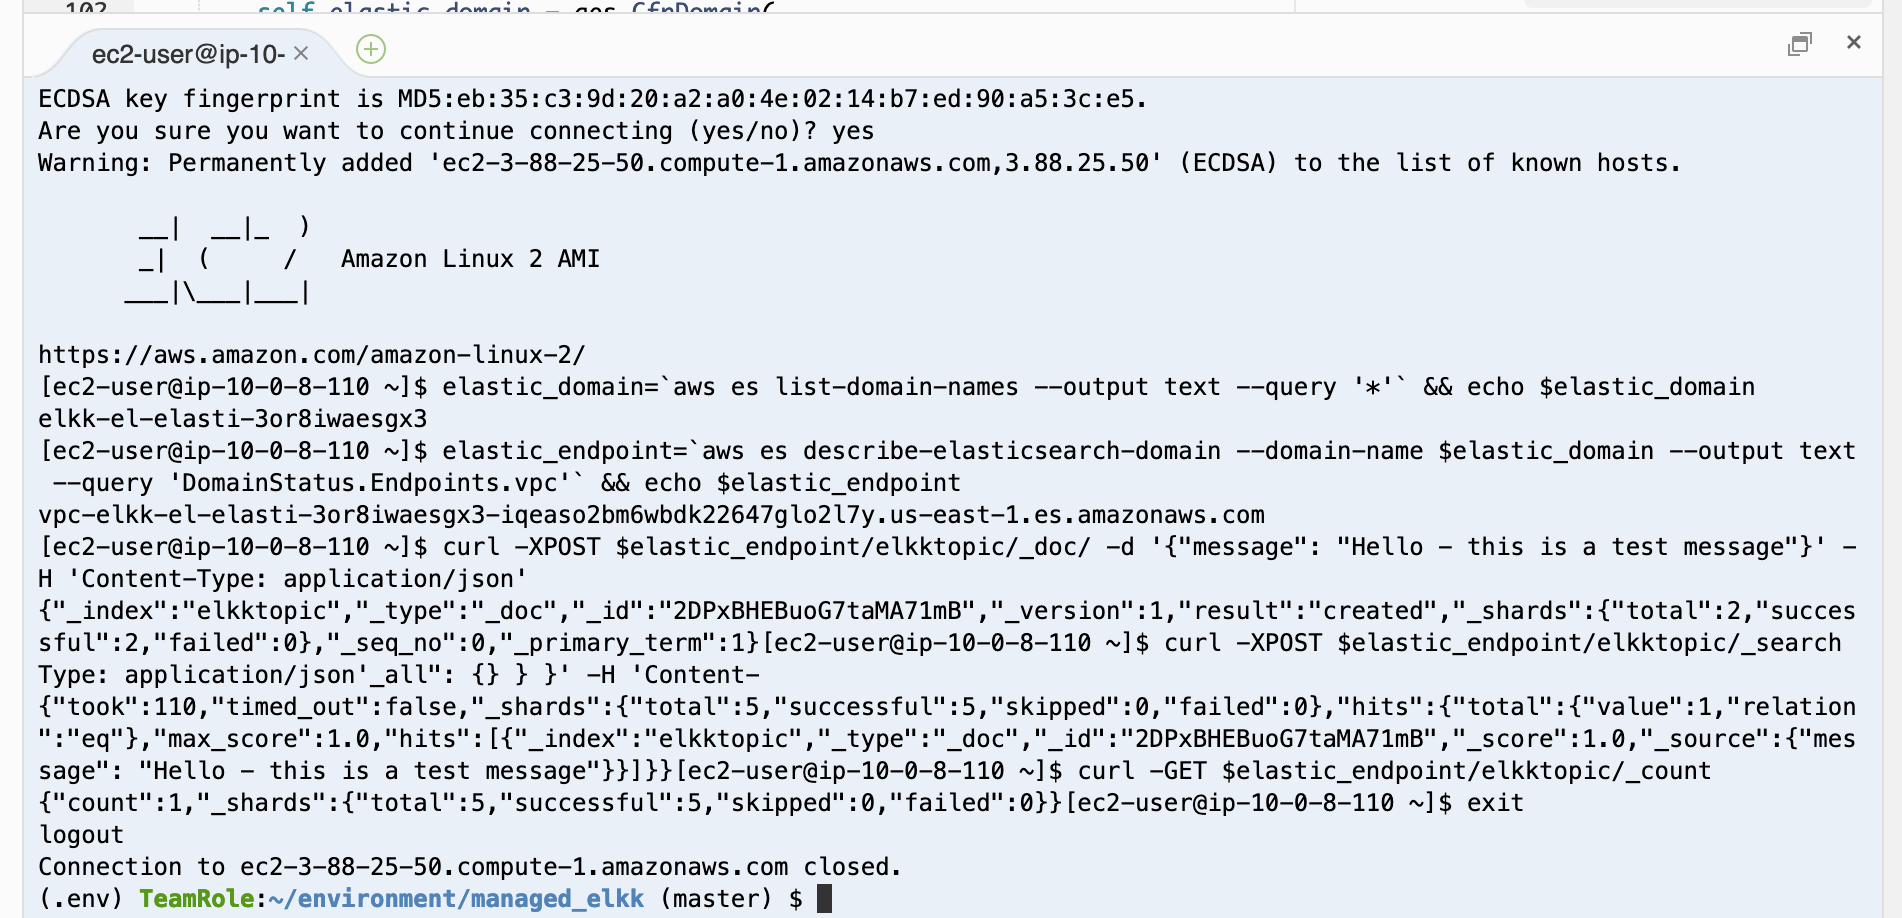 102 self.elastic_domain = aes.CfnDomain(
ec2-user@ip-10- ×
ECDSA key fingerprint is MD5:eb:35:c3:9d:20:a2:a0:4e:02:14:b7:ed:90:a5:3c:e5.
Are you sure you want to continue connecting (yes/no)? yes
Warning: Permanently added 'ec2-3-88-25-50.compute-1.amazonaws.com,3.88.25.50' (ECDSA) to the list of known hosts.
       __|  __|_  )
       _|  (     /   Amazon Linux 2 AMI
      ___|\___|___|
https://aws.amazon.com/amazon-linux-2/
[ec2-user@ip-10-0-8-110 ~]$ elastic_domain=`aws es list-domain-names --output text --query '*'` && echo $elastic_domain
elkk-el-elasti-3or8iwaesgx3
[ec2-user@ip-10-0-8-110 ~]$ elastic_endpoint=`aws es describe-elasticsearch-domain --domain-name $elastic_domain --output text
 --query 'DomainStatus.Endpoints.vpc'` && echo $elastic_endpoint
vpc-elkk-el-elasti-3or8iwaesgx3-iqeaso2bm6wbdk22647glo2l7y.us-east-1.es.amazonaws.com
[ec2-user@ip-10-0-8-110 ~]$ curl -XPOST $elastic_endpoint/elkktopic/_doc/ -d '{"message": "Hello - this is a test message"}' -
H 'Content-Type: application/json'
{"_index":"elkktopic","_type":"_doc","_id":"2DPxBHEBuoG7taMA71mB","_version":1,"result":"created","_shards":{"total":2,"succes
sful":2,"failed":0},"_seq_no":0,"_primary_term":1}[ec2-user@ip-10-0-8-110 ~]$ curl -XPOST $elastic_endpoint/elkktopic/_search
Type: application/json'_all": {} } }' -H 'Content-
{"took":110,"timed_out":false,"_shards":{"total":5,"successful":5,"skipped":0,"failed":0},"hits":{"total":{"value":1,"relation
":"eq"},"max_score":1.0,"hits":[{"_index":"elkktopic","_type":"_doc","_id":"2DPxBHEBuoG7taMA71mB","_score":1.0,"_source":{"mes
sage": "Hello - this is a test message"}}]}}[ec2-user@ip-10-0-8-110 ~]$ curl -GET $elastic_endpoint/elkktopic/_count
{"count":1,"_shards":{"total":5,"successful":5,"skipped":0,"failed":0}}[ec2-user@ip-10-0-8-110 ~]$ exit
logout
Connection to ec2-3-88-25-50.compute-1.amazonaws.com closed.
(.env) TeamRole:~/environment/managed_elkk (master) $